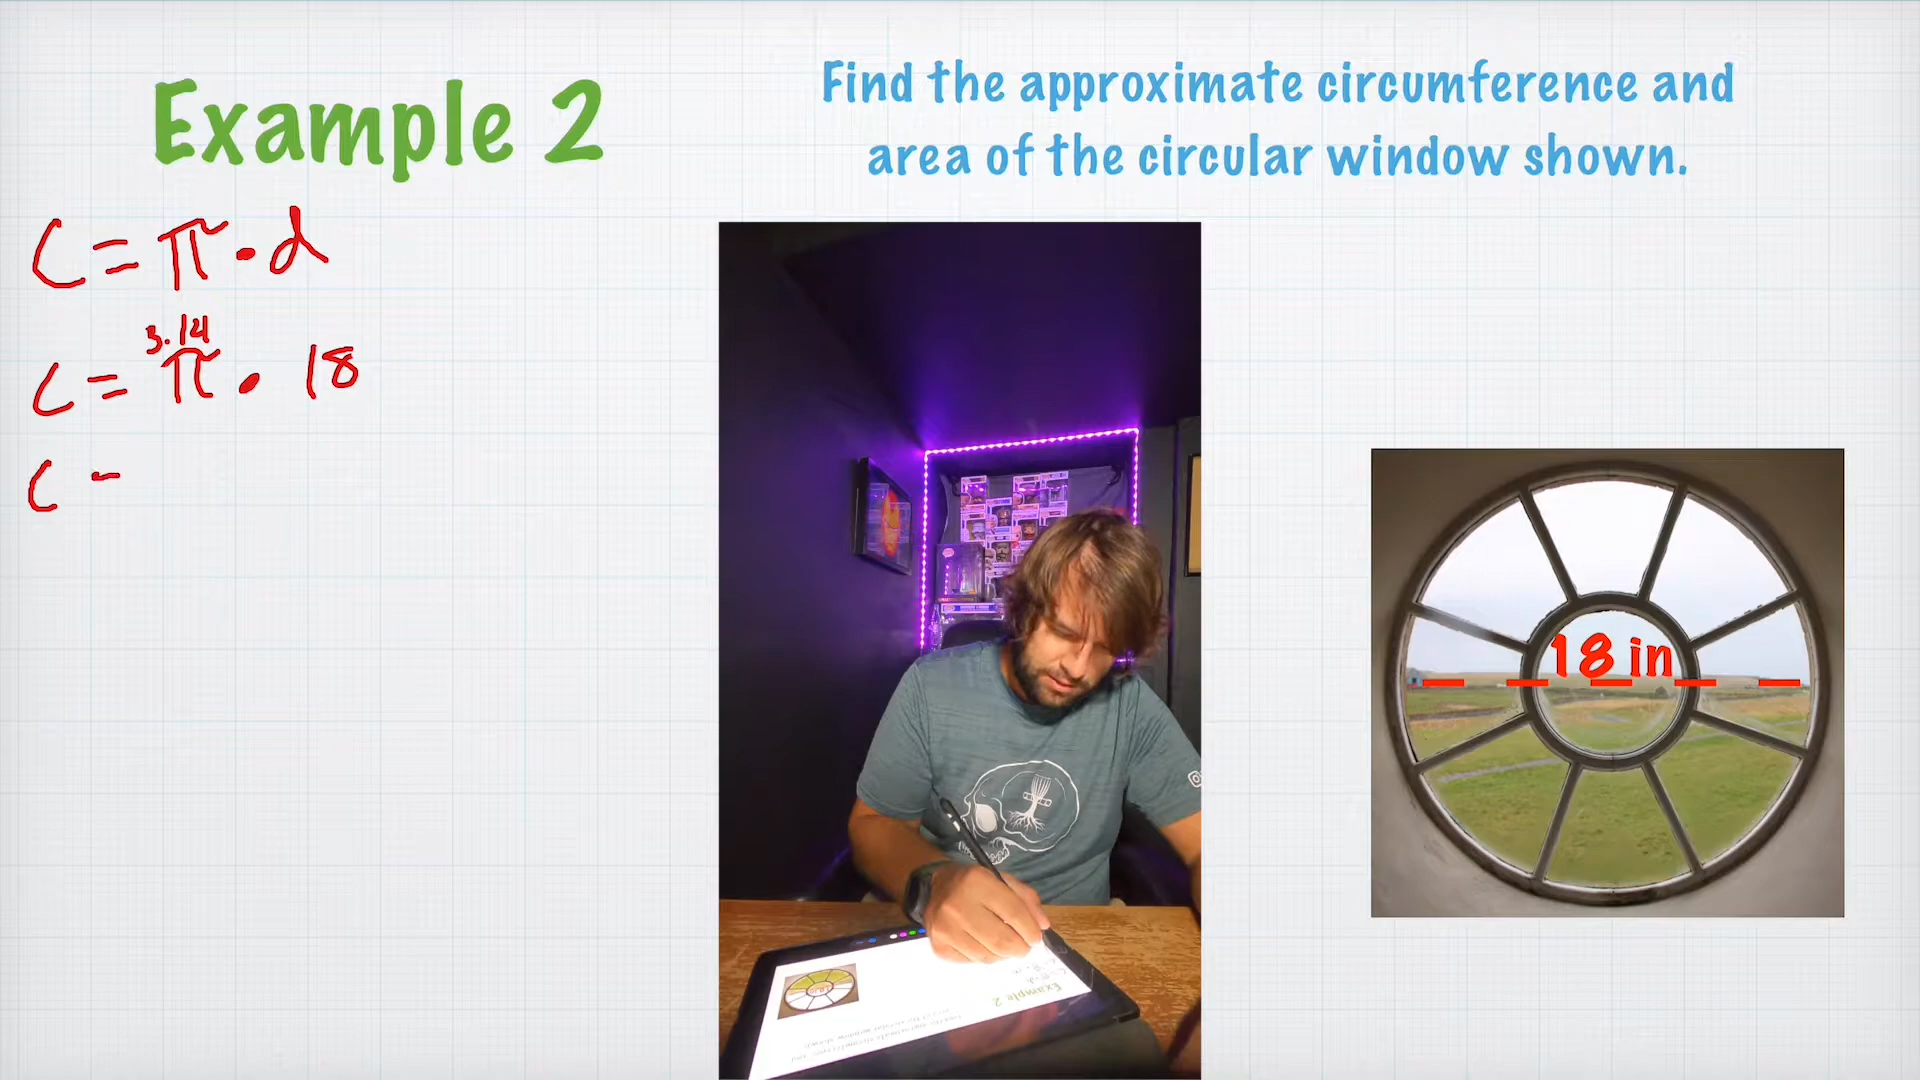 Example 2
Find the approximate circumference and
area of the circular window shown.
C = π • d
3.14
C = π • 18
C -
18 in